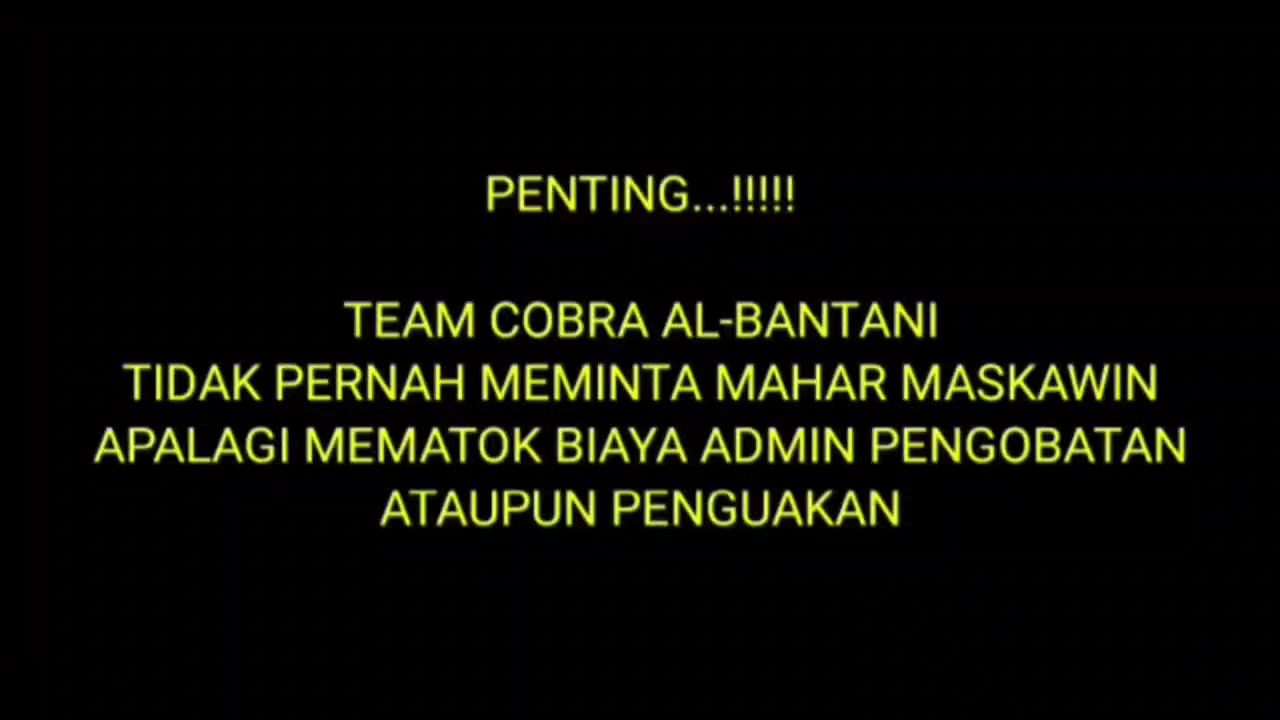 PENTING...!!!!!
TEAM COBRA AL-BANTANI
TIDAK PERNAH MEMINTA MAHAR MASKAWIN
APALAGI MEMATOK BIAYA ADMIN PENGOBATAN
ATAUPUN PENGUAKAN